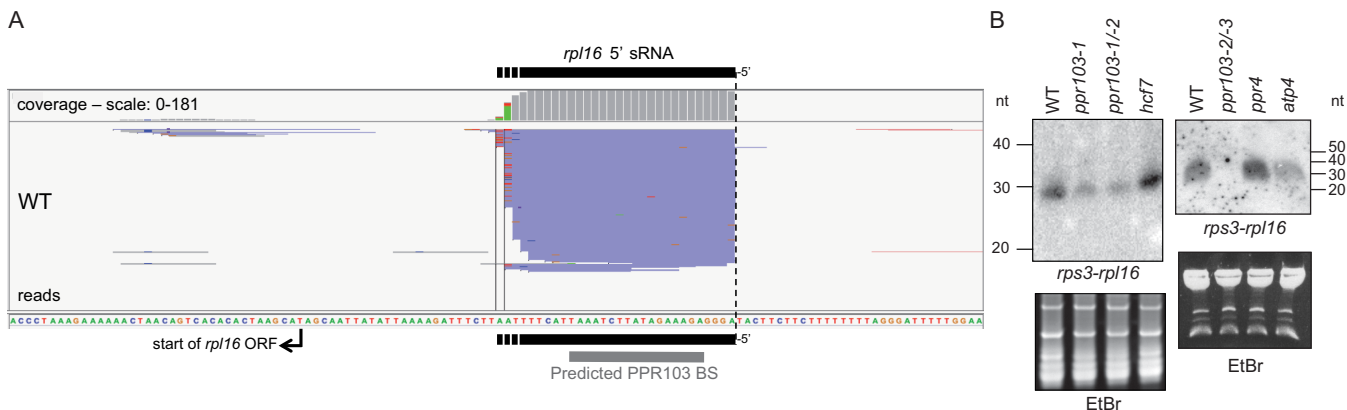 A
rpl16 5' sRNA
-5'
coverage – scale: 0-181
WT
reads
ACCCTAAAGAAAAAACTAACAGTCACACACTAAGCATAGCAATTATATTAAAAGATTTCTTAATTTTCATTAAATCTTATAGAAAGAGGGATACTTCTTCTTTTTTTTAGGGATTTTTGGAA
start of rpl16 ORF
-5'
Predicted PPR103 BS
B
nt
WT
ppr103-1
ppr103-1/-2
hcf7
40
30
20
rps3-rpl16
EtBr
WT
ppr103-2/-3
ppr4
atp4
nt
50
40
30
20
rps3-rpl16
EtBr